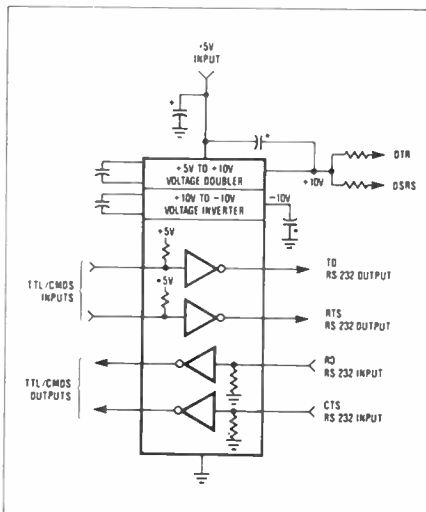 +5V
INPUT
+
+
DTR
+5V TO +10V
VOLTAGE DOUBLER
+10V
DSRS
+10V TO -10V
VOLTAGE INVERTER
-10V
+
+5V
TD
RS 232 OUTPUT
TTL/CMOS
INPUTS
+5V
RTS
RS 232 OUTPUT
RD
RS 232 INPUT
TTL/CMOS
OUTPUTS
CTS
RS 232 INPUT